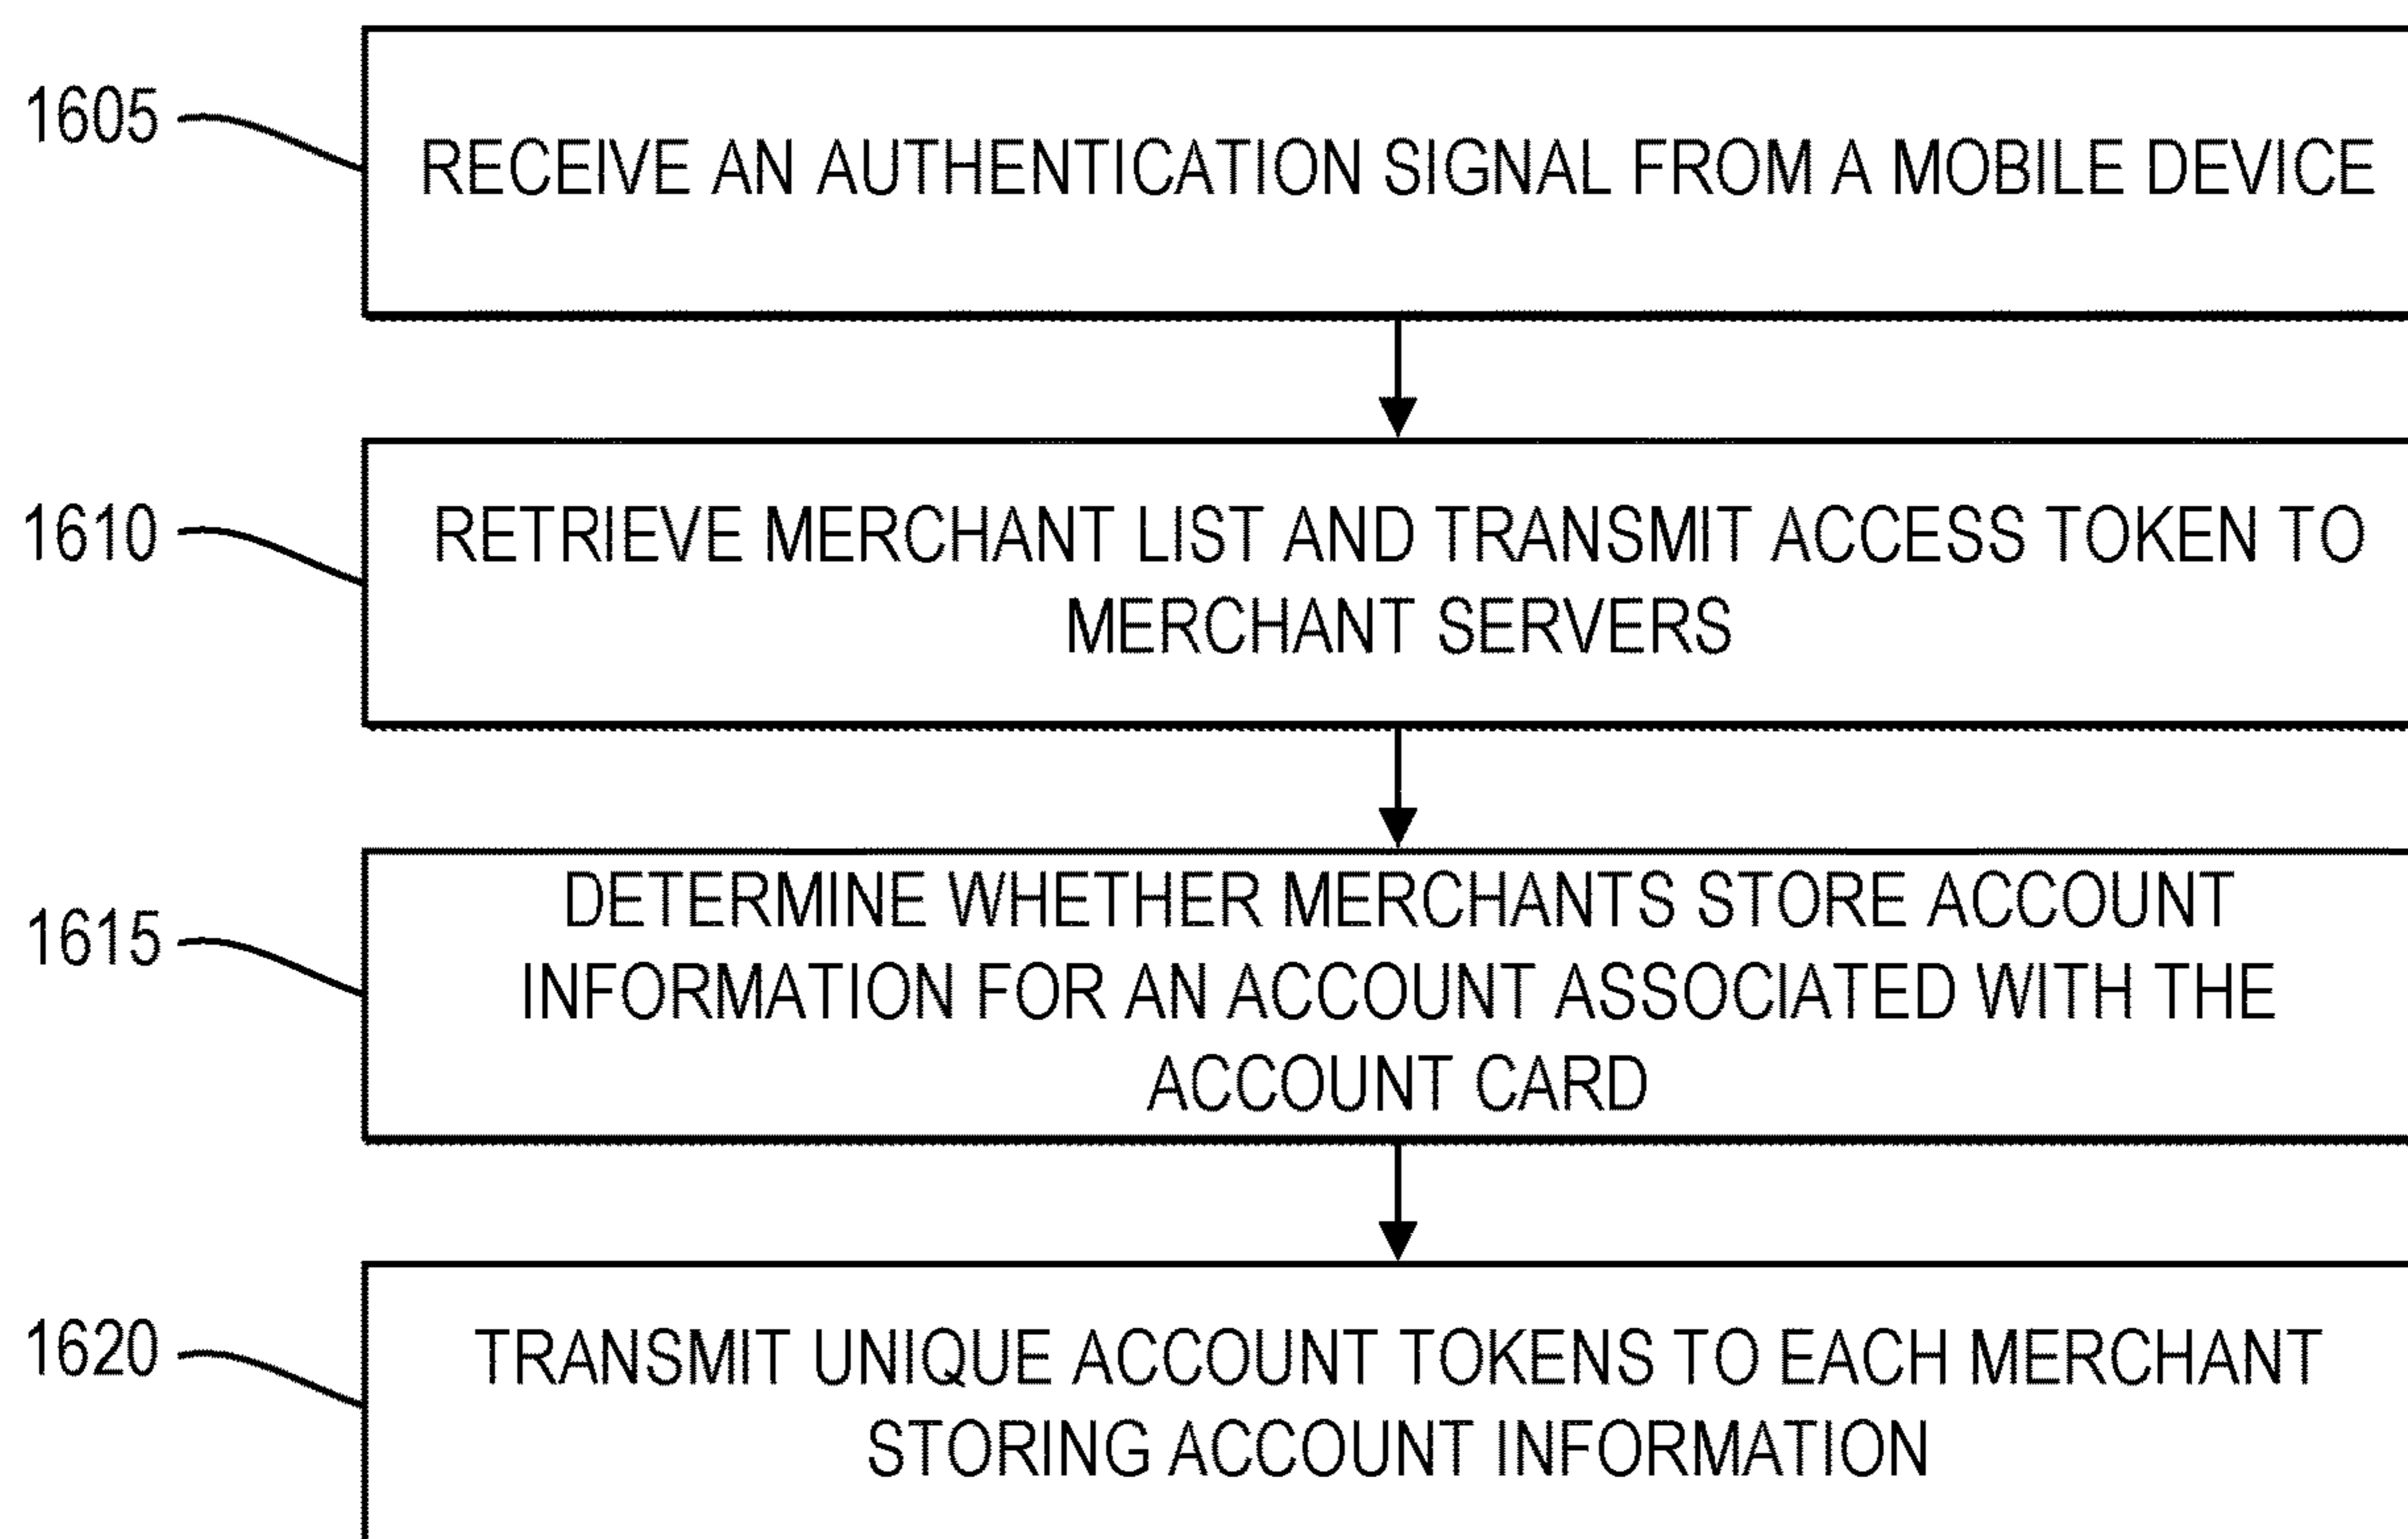 1605
RECEIVE AN AUTHENTICATION SIGNAL FROM A MOBILE DEVICE
1610
RETRIEVE MERCHANT LIST AND TRANSMIT ACCESS TOKEN TO
MERCHANT SERVERS
1615
DETERMINE WHETHER MERCHANTS STORE ACCOUNT
INFORMATION FOR AN ACCOUNT ASSOCIATED WITH THE
ACCOUNT CARD
1620
TRANSMIT UNIQUE ACCOUNT TOKENS TO EACH MERCHANT
STORING ACCOUNT INFORMATION